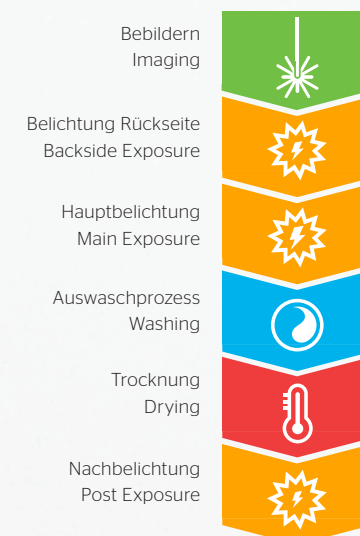 Bebildern
Imaging
Belichtung Rückseite
Backside Exposure
Hauptbelichtung
Main Exposure
Auswaschprozess
Washing
Trocknung
Drying
Nachbelichtung
Post Exposure